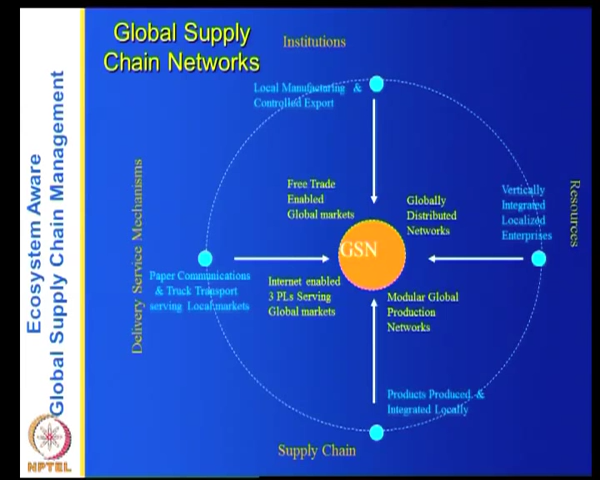 Global Supply
Chain Networks
Institutions
Local Manufacturing &
Controlled Export
Free Trade
Enabled
Global markets
Globally
Distributed
Networks
Vertically
Integrated
Localized
Enterprises
Resources
GSN
Delivery Service Mechanisms
Paper Communications
& Truck Transport
serving Local markets
Internet enabled
3 PLs Serving
Global markets
Modular Global
Production
Networks
Products Produced &
Integrated Locally
Supply Chain
Ecosystem Aware
Global Supply Chain Management
NPTEL